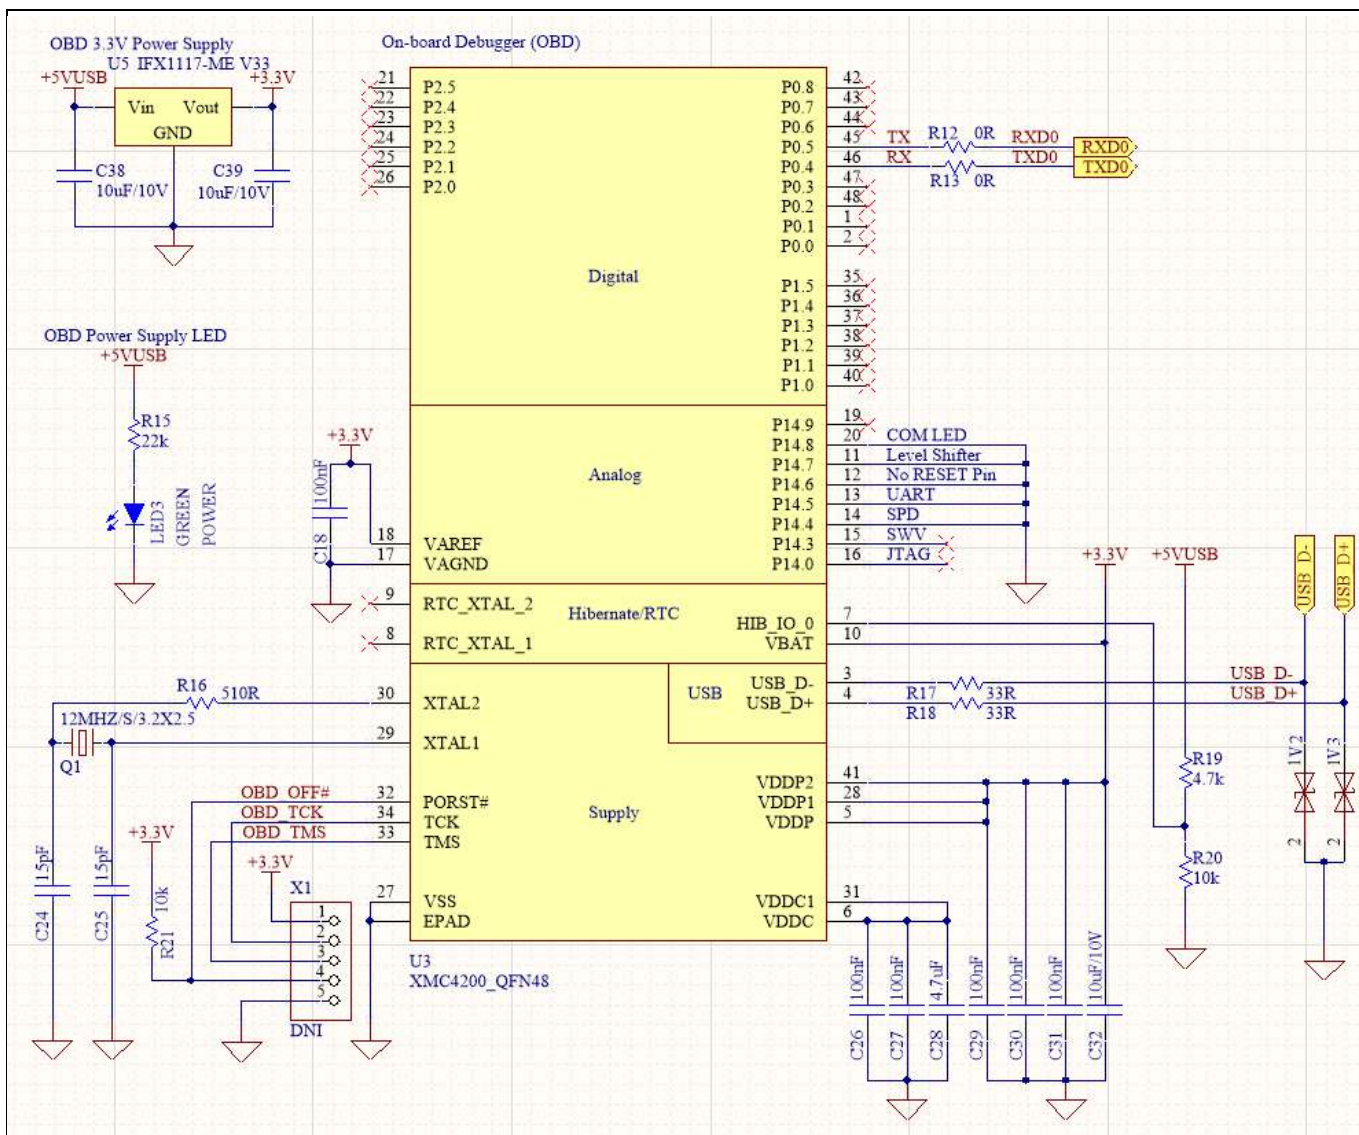 OBD 3.3V Power Supply
U5 IFX1117-ME V33
+5VUSB
+3.3V
Vin Vout
GND
C38
10uF/10V
C39
10uF/10V
OBD Power Supply LED
+5VUSB
R15
22k
LED3
GREEN
POWER
On-board Debugger (OBD)
21 P2.5
22 P2.4
23 P2.3
24 P2.2
25 P2.1
26 P2.0
P0.8 42
P0.7 43
P0.6 44
P0.5 45 TX R12 0R RXD0 RXD0
P0.4 46 RX R13 0R TXD0 TXD0
P0.3 47
P0.2 48
P0.1 1
P0.0 2
Digital
P1.5 35
P1.4 36
P1.3 37
P1.2 38
P1.1 39
P1.0 40
Analog
P14.9 19
P14.8 20 COM LED
P14.7 11 Level Shifter
P14.6 12 No RESET Pin
P14.5 13 UART
P14.4 14 SPD
P14.3 15 SWV
P14.0 16 JTAG
+3.3V
100nF
C18
18 VAREF
17 VAGND
9 RTC_XTAL_2
8 RTC_XTAL_1
Hibernate/RTC
HIB_IO_0 7
VBAT 10
+3.3V
+5VUSB
USB_D-
USB_D+
USB
USB_D- 3 R17 33R USB_D-
USB_D+ 4 R18 33R USB_D+
R16 510R
30 XTAL2
12MHZ/S/3.2X2.5
Q1
29 XTAL1
Supply
VDDP2 41
VDDP1 28
VDDP 5
OBD_OFF# 32 PORST#
OBD_TCK 34 TCK
OBD_TMS 33 TMS
27 VSS
EPAD
VDDC1 31
VDDC 6
R19
4.7k
R20
10k
1V2
1V3
2
2
15pF
C24
15pF
C25
+3.3V
10k
R21
+3.3V
X1
1
2
3
4
5
DNI
U3
XMC4200_QFN48
C26 100nF
C27 100nF
C28 4.7uF
C29 100nF
C30 100nF
C31 100nF
C32 10uF/10V